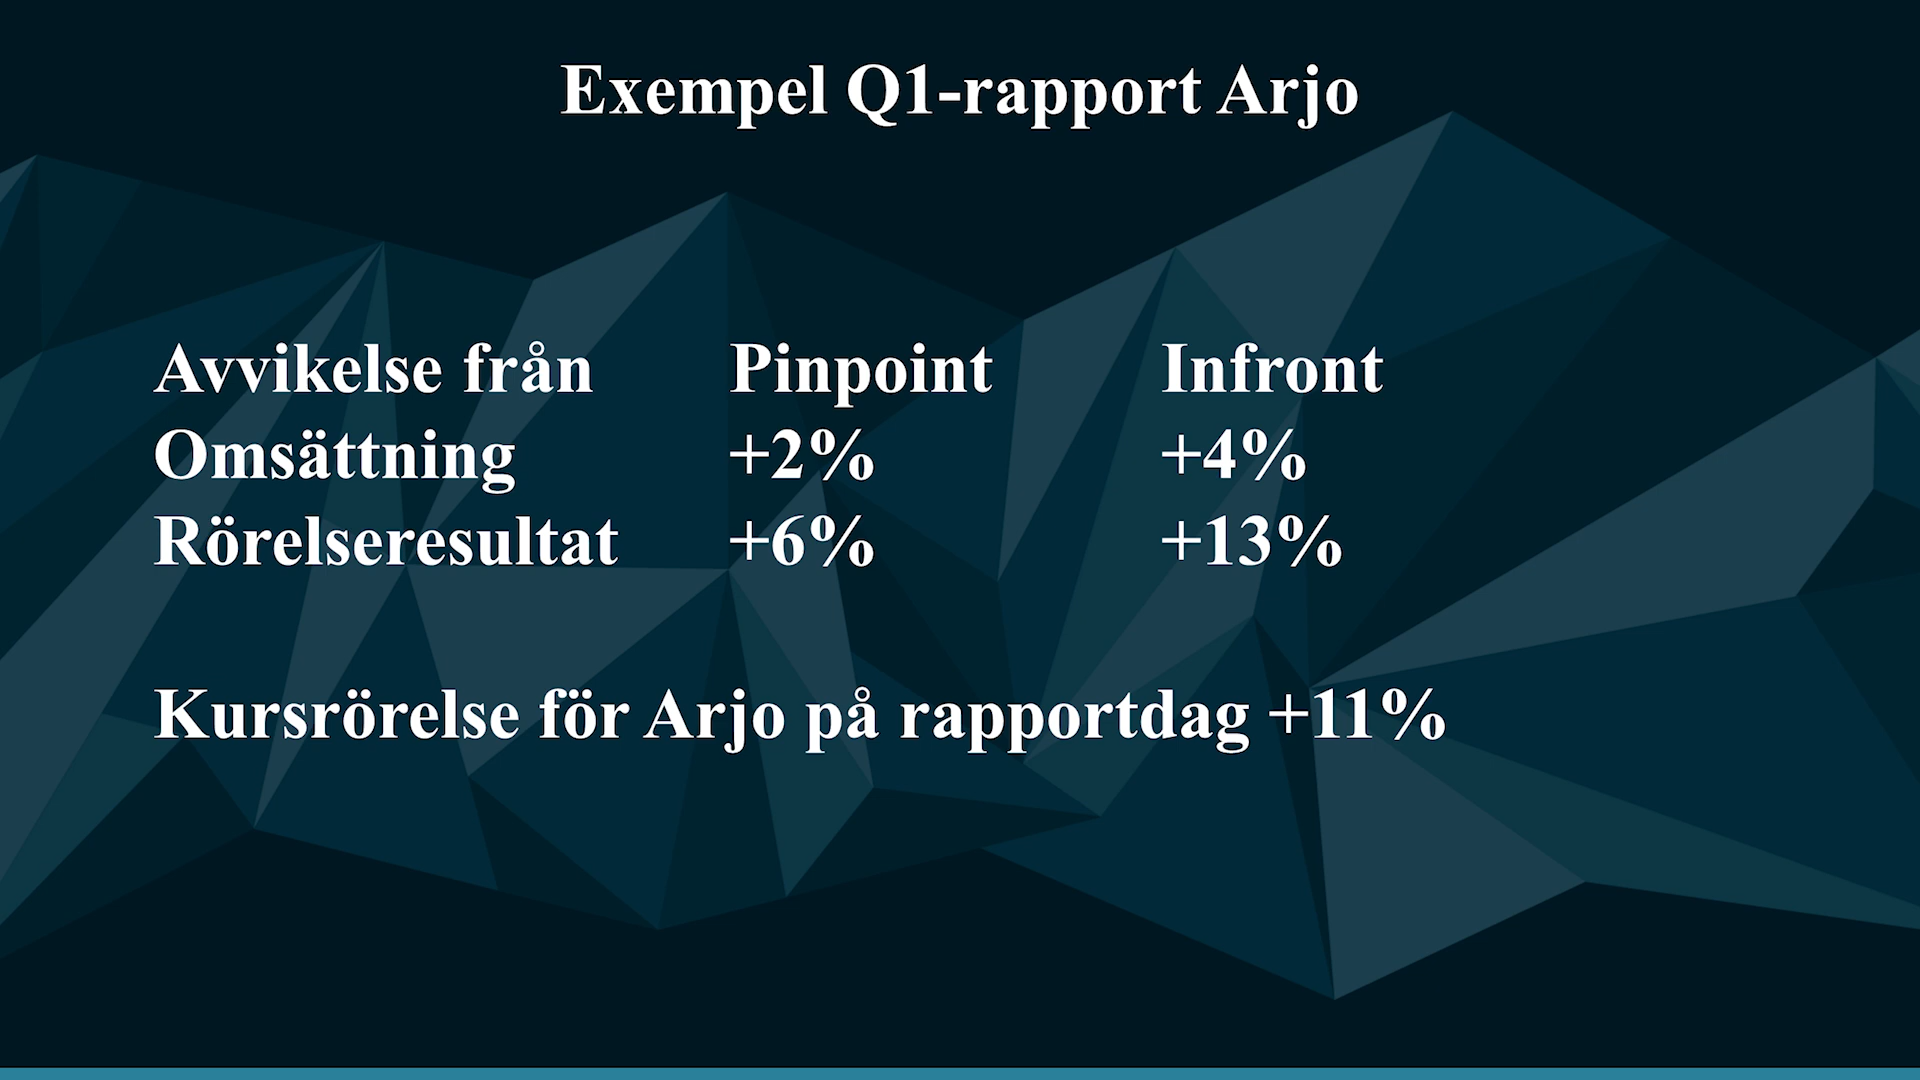 Exempel Q1-rapport Arjo
Avvikelse från Pinpoint Infront
Omsättning +2% +4%
Rörelseresultat +6% +13%
Kursrörelse för Arjo på rapportdag +11%